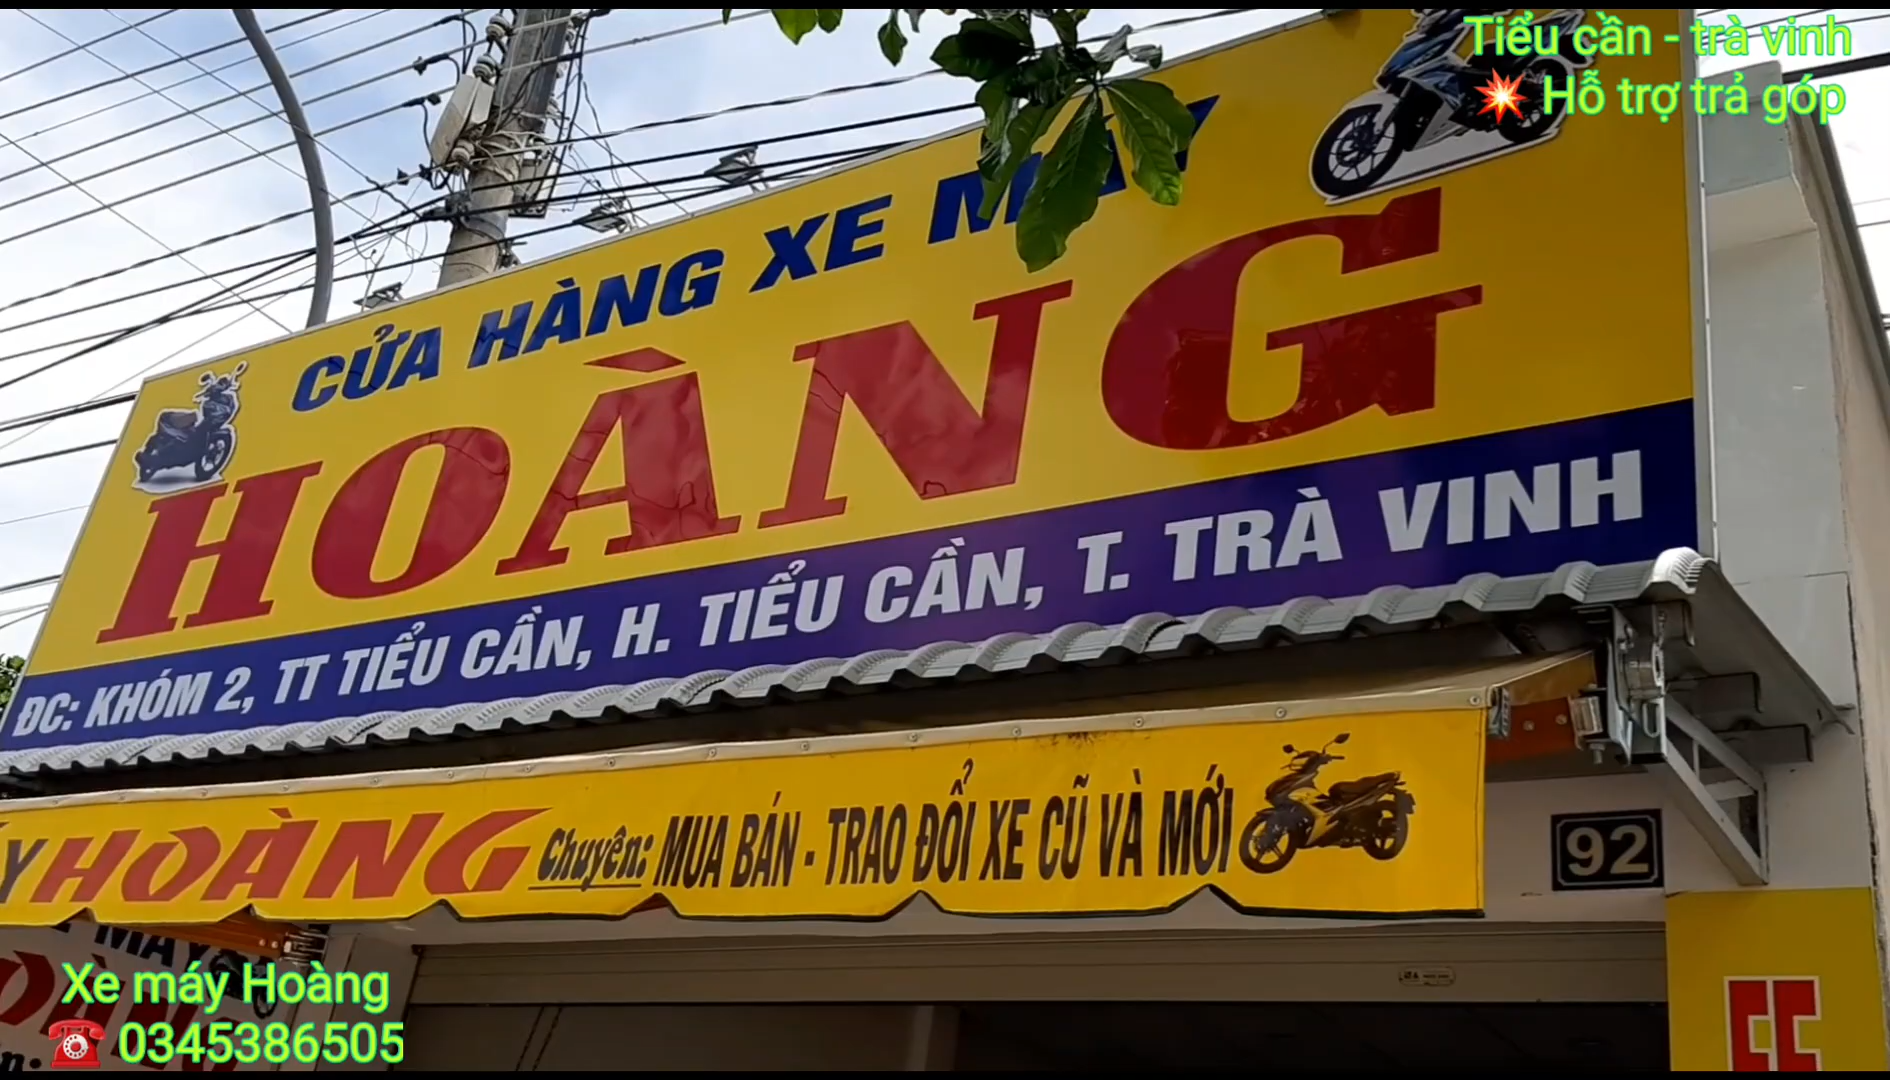 Tiểu cần - trà vinh
💥 Hỗ trợ trả góp
CỬA HÀNG XE MÁY
HOÀNG
ĐC: KHÓM 2, TT TIỂU CẦN, H. TIỂU CẦN, T. TRÀ VINH
HOÀNG Chuyên: MUA BÁN - TRAO ĐỔI XE CŨ VÀ MỚI
92
Xe máy Hoàng
☎️ 0345386505